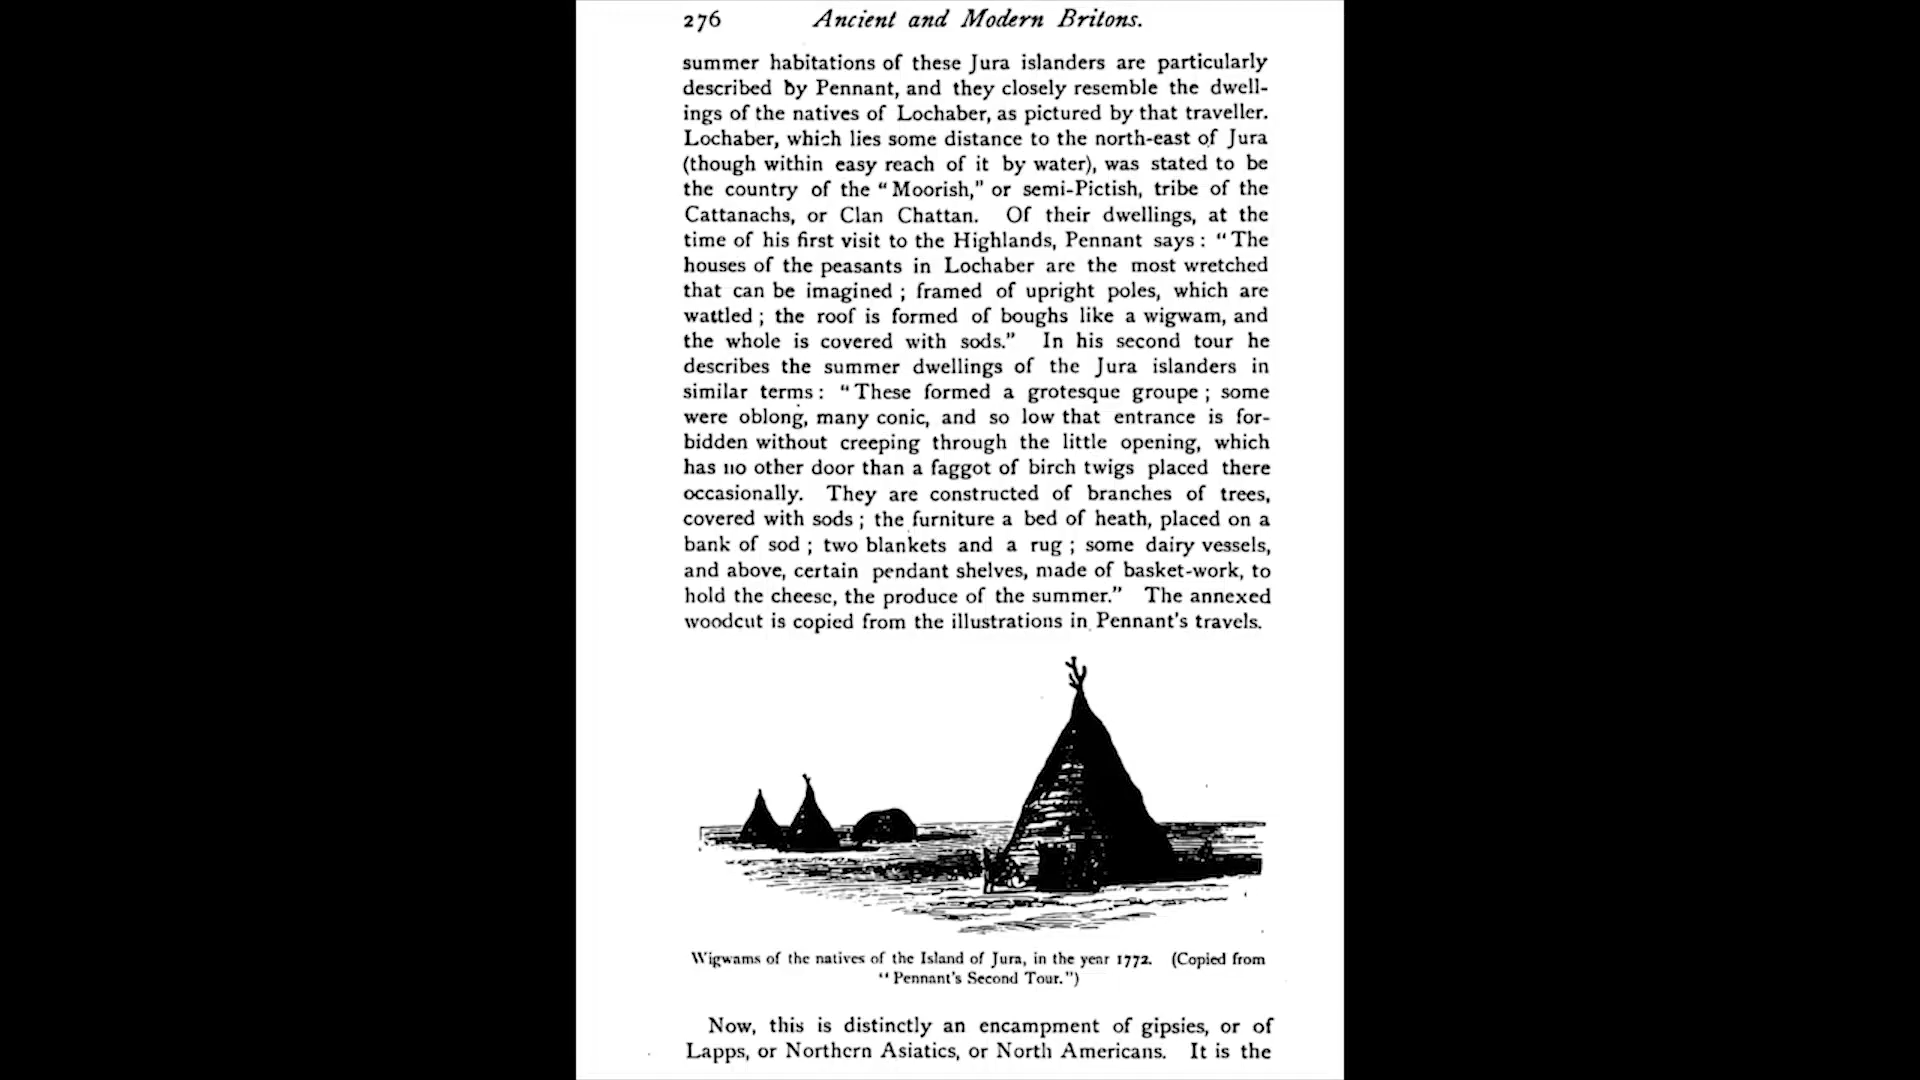 276 Ancient and Modern Britons.
summer habitations of these Jura islanders are particularly
described by Pennant, and they closely resemble the dwell-
ings of the natives of Lochaber, as pictured by that traveller.
Lochaber, which lies some distance to the north-east of Jura
(though within easy reach of it by water), was stated to be
the country of the "Moorish," or semi-Pictish, tribe of the
Cattanachs, or Clan Chattan. Of their dwellings, at the
time of his first visit to the Highlands, Pennant says: "The
houses of the peasants in Lochaber are the most wretched
that can be imagined; framed of upright poles, which are
wattled; the roof is formed of boughs like a wigwam, and
the whole is covered with sods." In his second tour he
describes the summer dwellings of the Jura islanders in
similar terms: "These formed a grotesque groupe; some
were oblong, many conic, and so low that entrance is for-
bidden without creeping through the little opening, which
has no other door than a faggot of birch twigs placed there
occasionally. They are constructed of branches of trees,
covered with sods; the furniture a bed of heath, placed on a
bank of sod; two blankets and a rug; some dairy vessels,
and above, certain pendant shelves, made of basket-work, to
hold the cheese, the produce of the summer." The annexed
woodcut is copied from the illustrations in Pennant's travels.
Wigwams of the natives of the Island of Jura, in the year 1772. (Copied from
"Pennant's Second Tour.")
Now, this is distinctly an encampment of gipsies, or of
Lapps, or Northern Asiatics, or North Americans. It is the